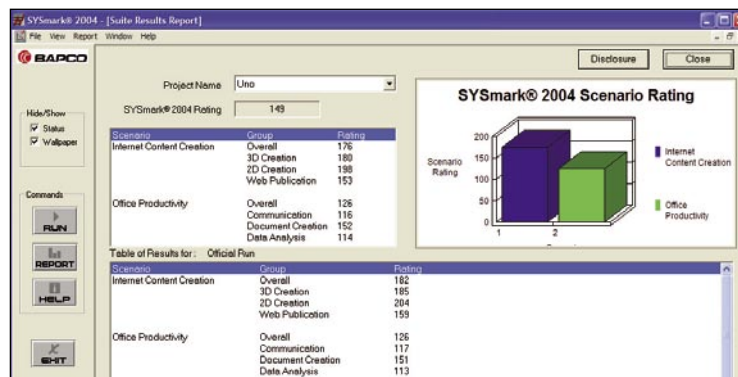 SYSmark® 2004 - [Suite Results Report]
File View Report Window Help
BAPCO
Disclosure
Close
Project Name
Uno
SYSmark® 2004 Rating
149
Hide/Show
Status
Wallpaper
Commands
RUN
REPORT
HELP
EXIT
Scenario Group Rating
Internet Content Creation Overall 176
3D Creation 180
2D Creation 198
Web Publication 153
Office Productivity Overall 126
Communication 116
Document Creation 152
Data Analysis 114
SYSmark® 2004 Scenario Rating
Scenario
Rating
200
150
100
50
0
1 2
Internet
Content Creation
Office
Productivity
Table of Results for: Official Run
Scenario Group Rating
Internet Content Creation Overall 182
3D Creation 185
2D Creation 204
Web Publication 159
Office Productivity Overall 126
Communication 117
Document Creation 151
Data Analysis 113